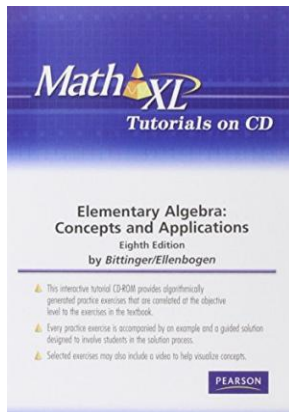 Math XL
Tutorials on CD
Elementary Algebra:
Concepts and Applications
Eighth Edition
by Bittinger/Ellenbogen
This interactive tutorial CD-ROM provides algorithmically
generated practice exercises that are correlated at the objective
level to the exercises in the textbook.
Every practice exercise is accompanied by an example and a guided solution
designed to involve students in the solution process.
Selected exercises may also include a video to help visualize concepts.
PEARSON